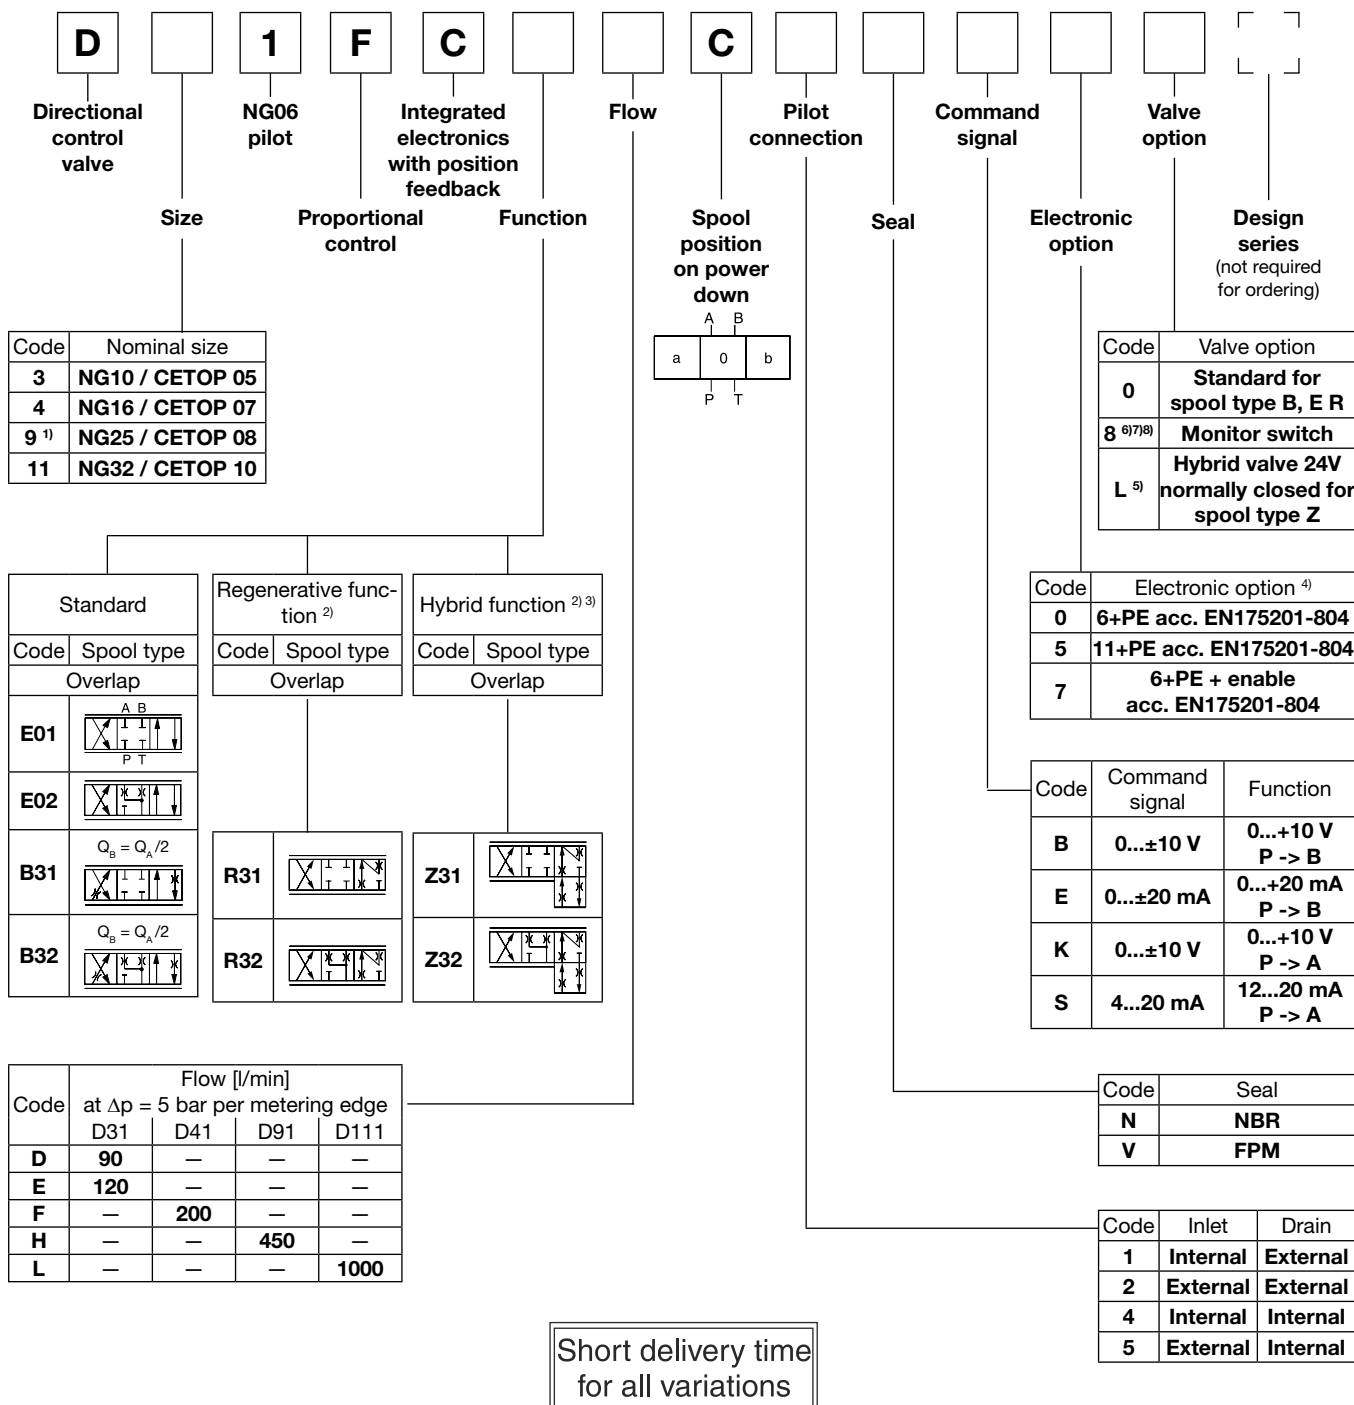 D 1 F C C
Directional
control
valve
NG06
pilot
Integrated
electronics
with position
feedback
Flow
Pilot
connection
Command
signal
Valve
option
Size
Proportional
control
Function
Spool
position
on power
down
Seal
Electronic
option
Design
series
(not required
for ordering)
A B
a 0 b
P T
Code Nominal size
3 NG10 / CETOP 05
4 NG16 / CETOP 07
9 1) NG25 / CETOP 08
11 NG32 / CETOP 10
Code Valve option
0 Standard for
spool type B, E R
8 6)7)8) Monitor switch
L 5) Hybrid valve 24V
normally closed for
spool type Z
Standard
Code Spool type
Overlap
E01
A B
P T
E02
B31
QB = QA/2
B32
QB = QA/2
Regenerative func-
tion 2)
Code Spool type
Overlap
R31
R32
Hybrid function 2) 3)
Code Spool type
Overlap
Z31
Z32
Code Electronic option 4)
0 6+PE acc. EN175201-804
5 11+PE acc. EN175201-804
7 6+PE + enable
acc. EN175201-804
Code Command
signal Function
B 0...±10 V 0...+10 V
P -> B
E 0...±20 mA 0...+20 mA
P -> B
K 0...±10 V 0...+10 V
P -> A
S 4...20 mA 12...20 mA
P -> A
Code Flow [l/min]
at Δp = 5 bar per metering edge
D31 D41 D91 D111
D 90 — — —
E 120 — — —
F — 200 — —
H — — 450 —
L — — — 1000
Code Seal
N NBR
V FPM
Code Inlet Drain
1 Internal External
2 External External
4 Internal Internal
5 External Internal
Short delivery time
for all variations